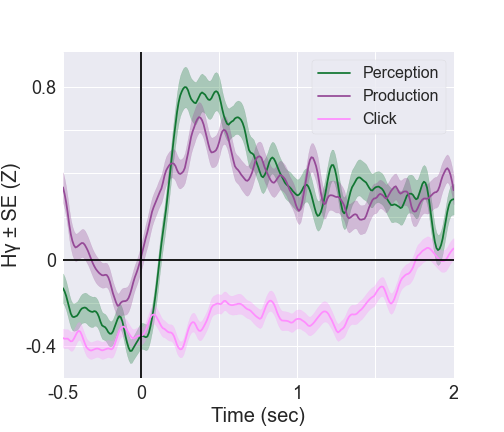 Perception
Production
Click
0.8
0
-0.4
Hγ ± SE (Z)
-0.5
0
1
2
Time (sec)